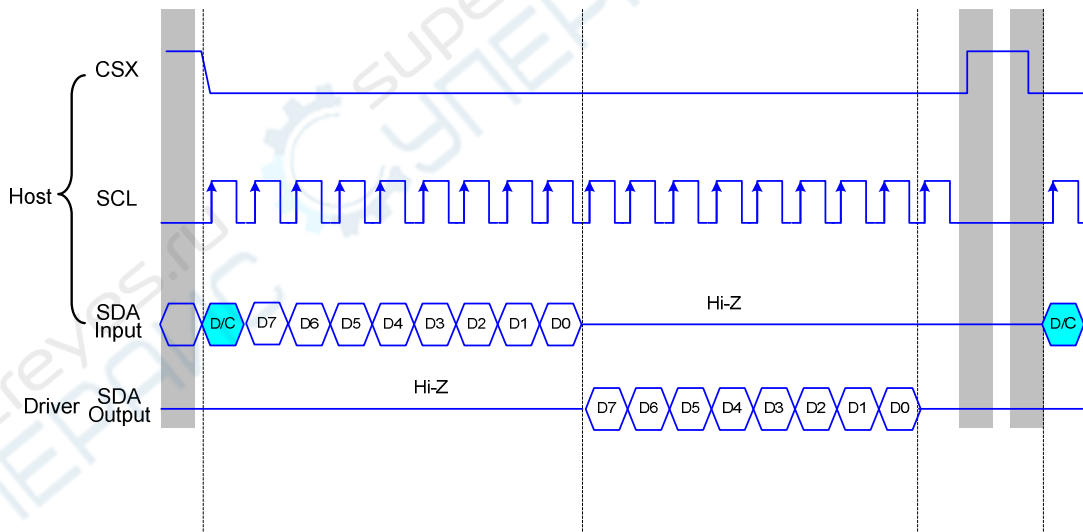 CSX
Host
SCL
SDA Input
D/C D7 D6 D5 D4 D3 D2 D1 D0
Hi-Z
D/C
Driver
SDA Output
Hi-Z
D7 D6 D5 D4 D3 D2 D1 D0